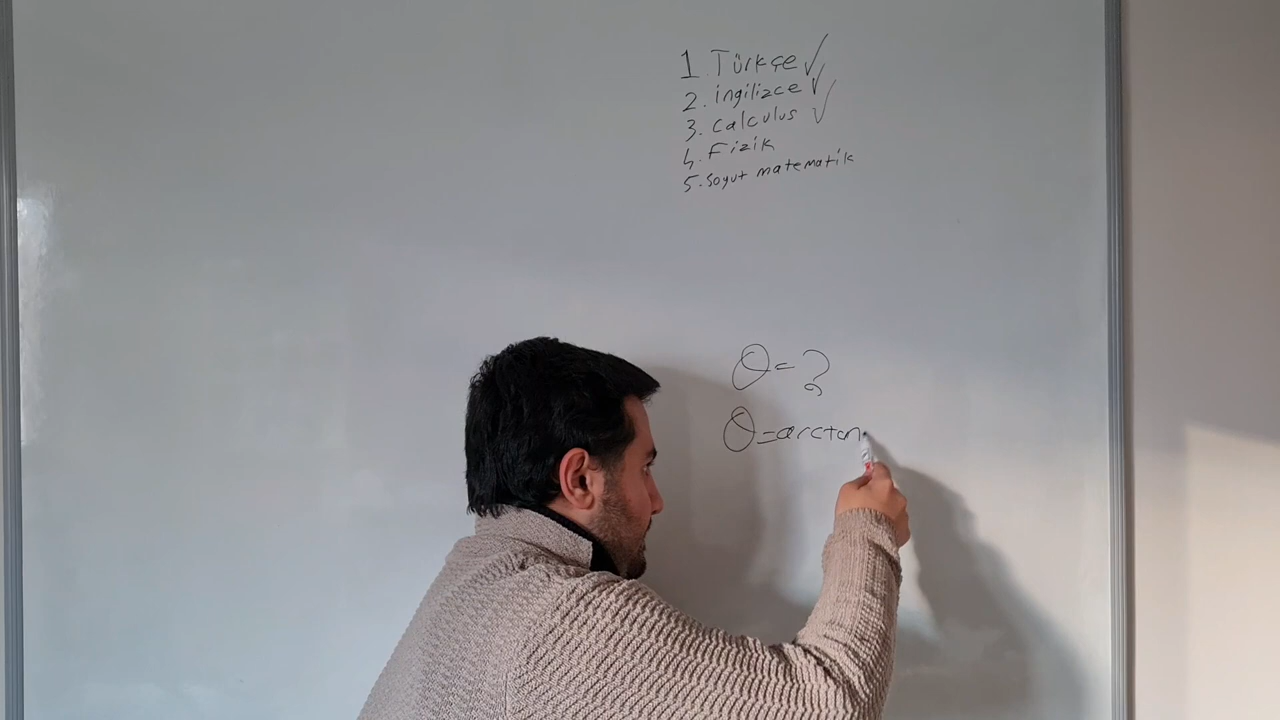 1. Türkçe ✓
2. ingilizce ✓
3. calculus ✓
4. Fizik
5. Soyut matematik
θ = ?
θ = arctan